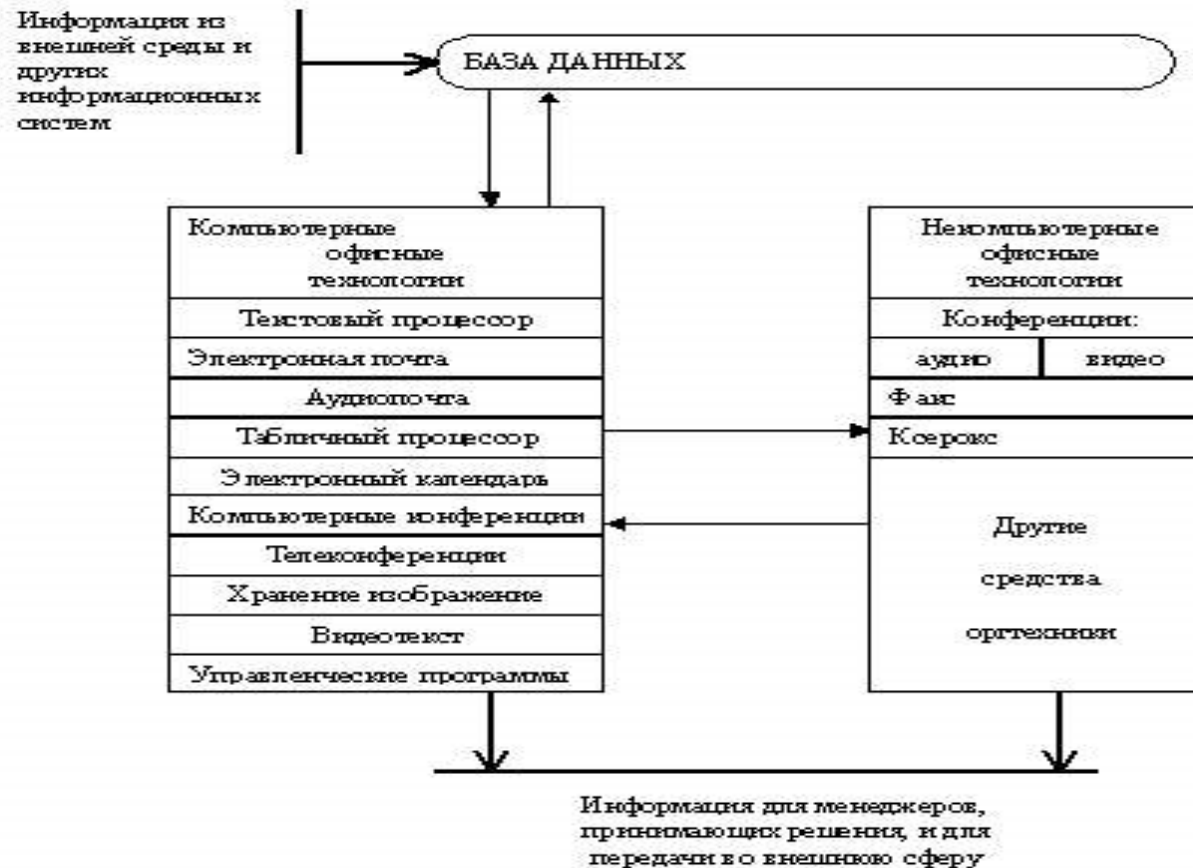 Информация из
внешней среды и
других
информационных
систем
БАЗА ДАННЫХ
Компьютерные
офисные
технологии
Текстовый процессор
Электронная почта
Аудиопочта
Табличный процессор
Электронный календарь
Компьютерные конференции
Телеконференции
Хранение изображение
Видеотекст
Управленческие программы
Некомпьютерные
офисные
технологии
Конференции:
аудио
видео
Факс
Ксерокс
Другие
средства
оргтехники
Информация для менеджеров,
принимающих решения, и для
передачи во внешнюю сферу